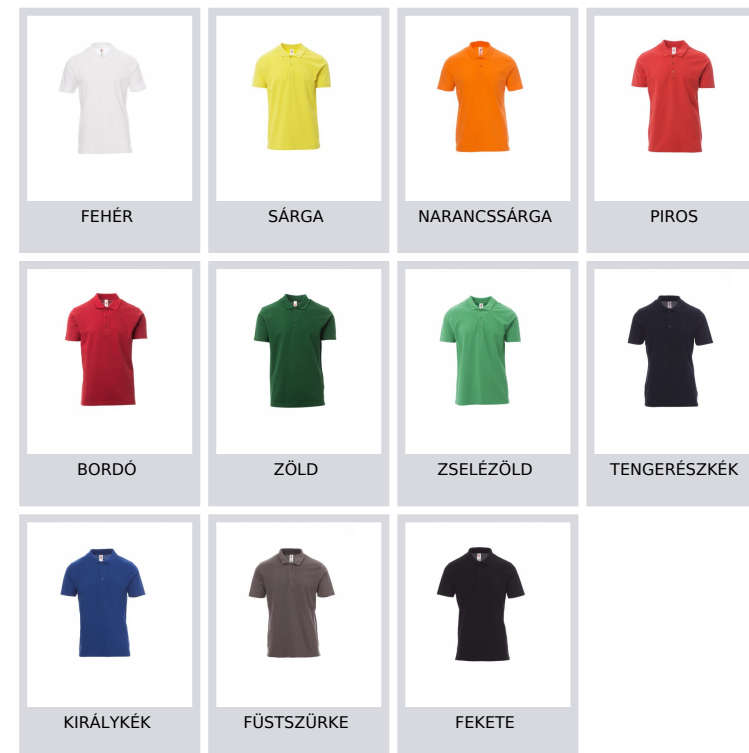 FEHÉR
SÁRGA
NARANCSSÁRGA
PIROS
BORDÓ
ZÖLD
ZSELÉZÖLD
TENGERÉSZKÉK
KIRÁLYKÉK
FÜSTSZÜRKE
FEKETE